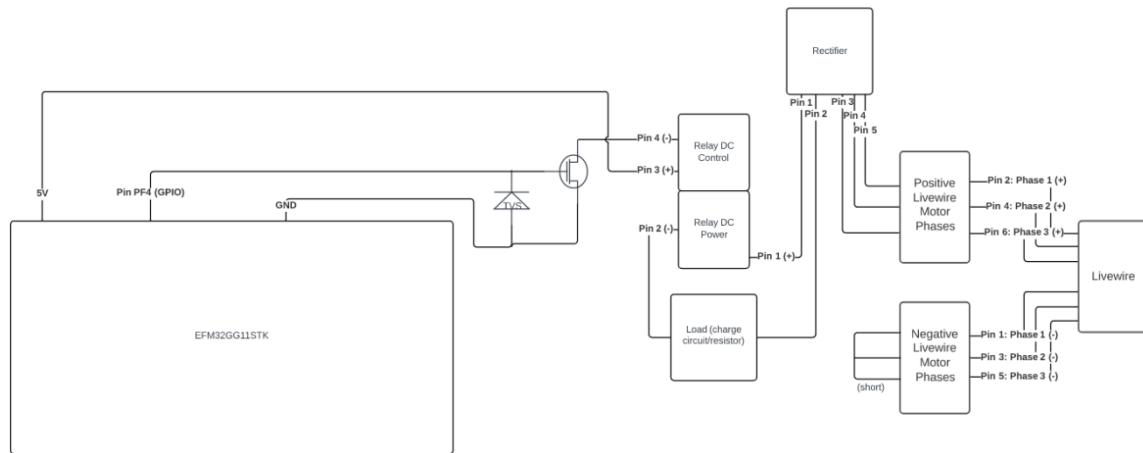 Rectifier
Pin 1
Pin 2
Pin 3
Pin 4
Pin 5
5V
Pin PF4 (GPIO)
GND
TVS
Pin 4 (-)
Pin 3 (+)
Relay DC
Control
Pin 2 (-)
Relay DC
Power
Pin 1 (+)
Positive
Livewire
Motor
Phases
Pin 2: Phase 1 (+)
Pin 4: Phase 2 (+)
Pin 6: Phase 3 (+)
Livewire
EFM32GG11STK
Load (charge
circuit/resistor)
Negative
Livewire
Motor
Phases
Pin 1: Phase 1 (-)
Pin 3: Phase 2 (-)
Pin 5: Phase 3 (-)
(short)